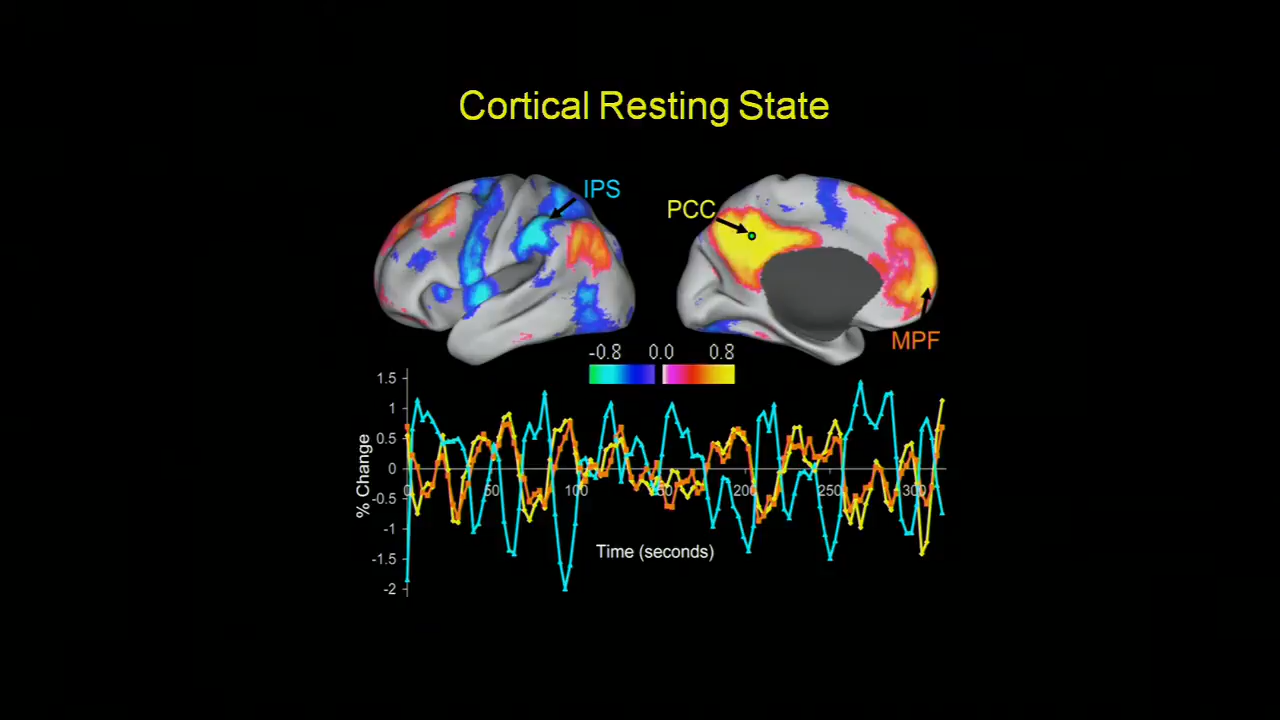 Cortical Resting State
IPS
PCC
MPF
-0.8 0.0 0.8
1.5
1
0.5
0
-0.5
-1
-1.5
-2
% Change
0 50 100 150 200 250 300
Time (seconds)